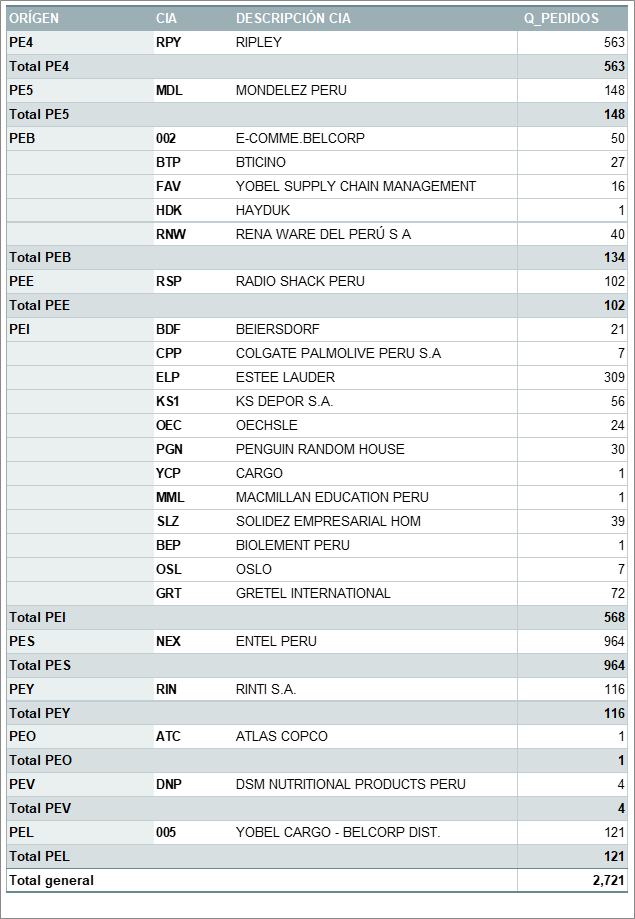 ORÍGEN CIA DESCRIPCIÓN CIA Q_PEDIDOS
PE4 RPY RIPLEY 563
Total PE4 563
PE5 MDL MONDELEZ PERU 148
Total PE5 148
PEB 002 E-COMME.BELCORP 50
BTP BTICINO 27
FAV YOBEL SUPPLY CHAIN MANAGEMENT 16
HDK HAYDUK 1
RNW RENA WARE DEL PERÚ S A 40
Total PEB 134
PEE RSP RADIO SHACK PERU 102
Total PEE 102
PEI BDF BEIERSDORF 21
CPP COLGATE PALMOLIVE PERU S.A 7
ELP ESTEE LAUDER 309
KS1 KS DEPOR S.A. 56
OEC OECHSLE 24
PGN PENGUIN RANDOM HOUSE 30
YCP CARGO 1
MML MACMILLAN EDUCATION PERU 1
SLZ SOLIDEZ EMPRESARIAL HOM 39
BEP BIOLEMENT PERU 1
OSL OSLO 7
GRT GRETEL INTERNATIONAL 72
Total PEI 568
PES NEX ENTEL PERU 964
Total PES 964
PEY RIN RINTI S.A. 116
Total PEY 116
PEO ATC ATLAS COPCO 1
Total PEO 1
PEV DNP DSM NUTRITIONAL PRODUCTS PERU 4
Total PEV 4
PEL 005 YOBEL CARGO - BELCORP DIST. 121
Total PEL 121
Total general 2,721